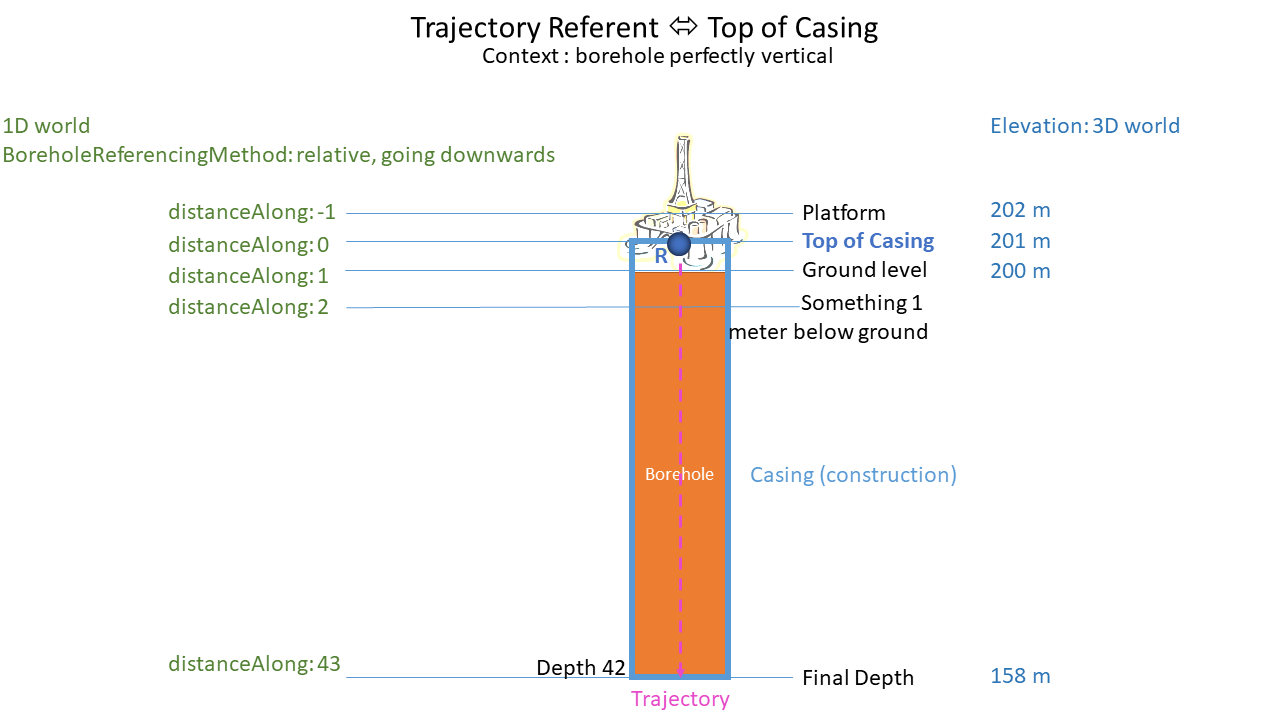 Trajectory Referent ⇔ Top of Casing
Context : borehole perfectly vertical
1D world
Elevation: 3D world
BoreholeReferencingMethod: relative, going downwards
distanceAlong: -1
Platform
202 m
distanceAlong: 0
Top of Casing
201 m
R
distanceAlong: 1
Ground level
200 m
distanceAlong: 2
Something 1
meter below ground
Borehole
Casing (construction)
distanceAlong: 43
Depth 42
Final Depth
158 m
Trajectory